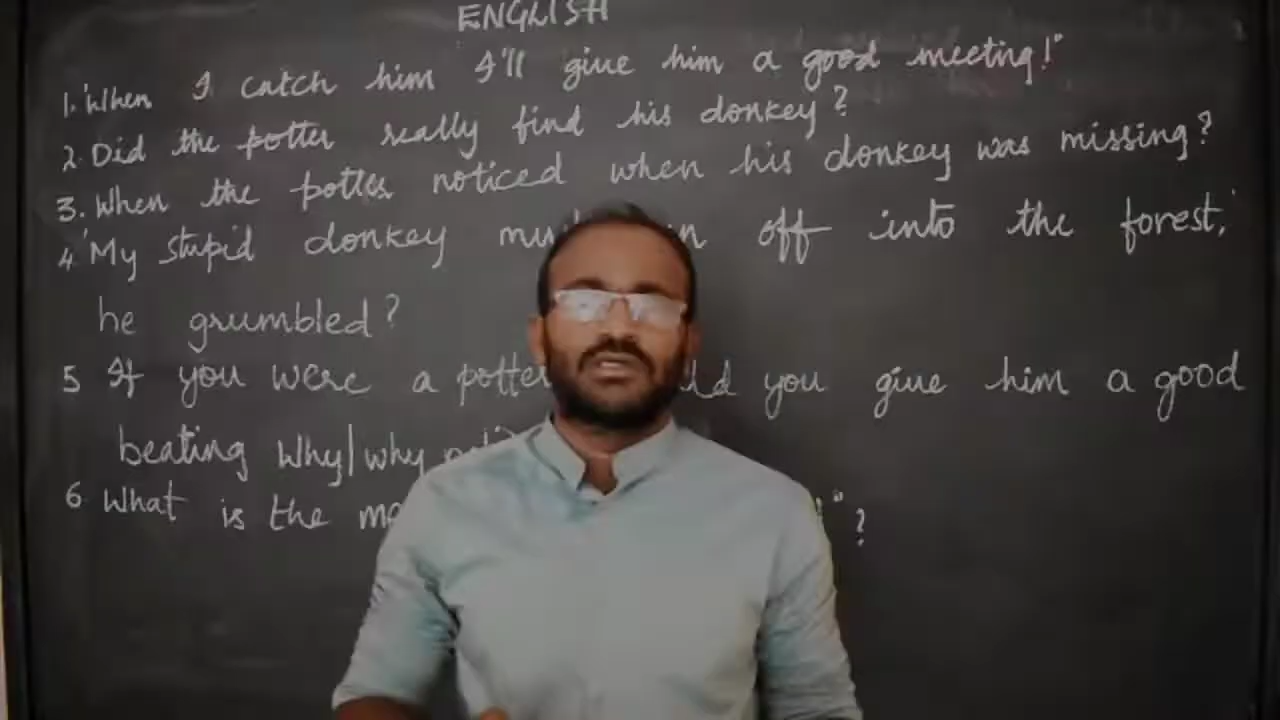 ENGLISH
1. "When I catch him I'll give him a good meeting!"
2. Did the potter really find his donkey?
3. When the potter noticed when his donkey was missing?
4. 'My stupid donkey off into the forest,'
he grumbled?
5 If you were a potter you give him a good
beating Why/why
6. What is the "?